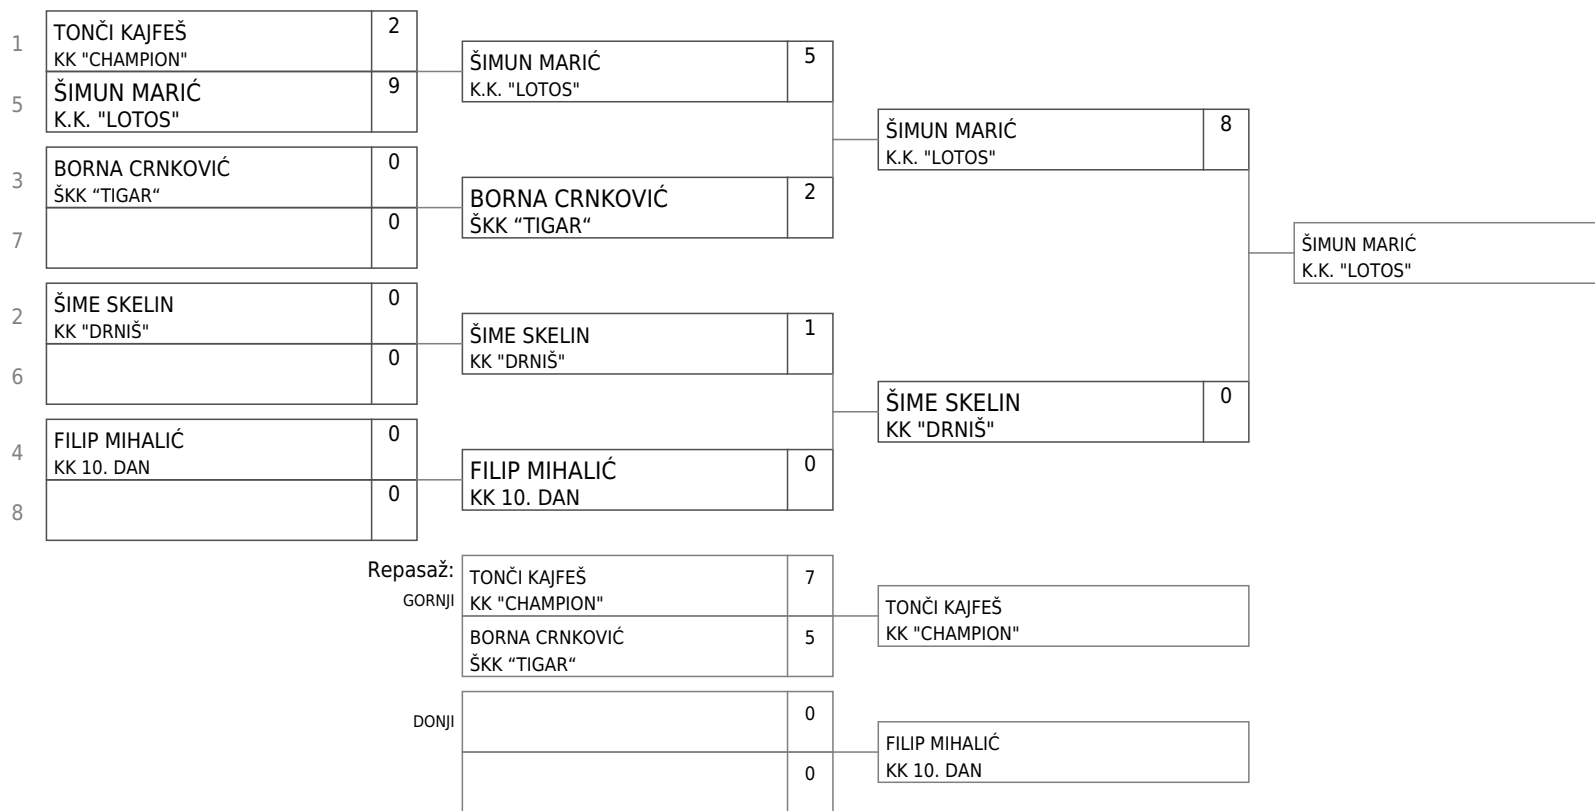 1
TONČI KAJFEŠ
KK "CHAMPION"
2
5
ŠIMUN MARIĆ
K.K. "LOTOS"
9
3
BORNA CRNKOVIĆ
ŠKK “TIGAR“
0
7
0
2
ŠIME SKELIN
KK "DRNIŠ"
0
6
0
4
FILIP MIHALIĆ
KK 10. DAN
0
8
0
ŠIMUN MARIĆ
K.K. "LOTOS"
5
BORNA CRNKOVIĆ
ŠKK “TIGAR“
2
ŠIME SKELIN
KK "DRNIŠ"
1
FILIP MIHALIĆ
KK 10. DAN
0
ŠIMUN MARIĆ
K.K. "LOTOS"
8
ŠIME SKELIN
KK "DRNIŠ"
0
ŠIMUN MARIĆ
K.K. "LOTOS"
Repasaž:
GORNJI
TONČI KAJFEŠ
KK "CHAMPION"
7
BORNA CRNKOVIĆ
ŠKK “TIGAR“
5
TONČI KAJFEŠ
KK "CHAMPION"
DONJI
0
0
FILIP MIHALIĆ
KK 10. DAN